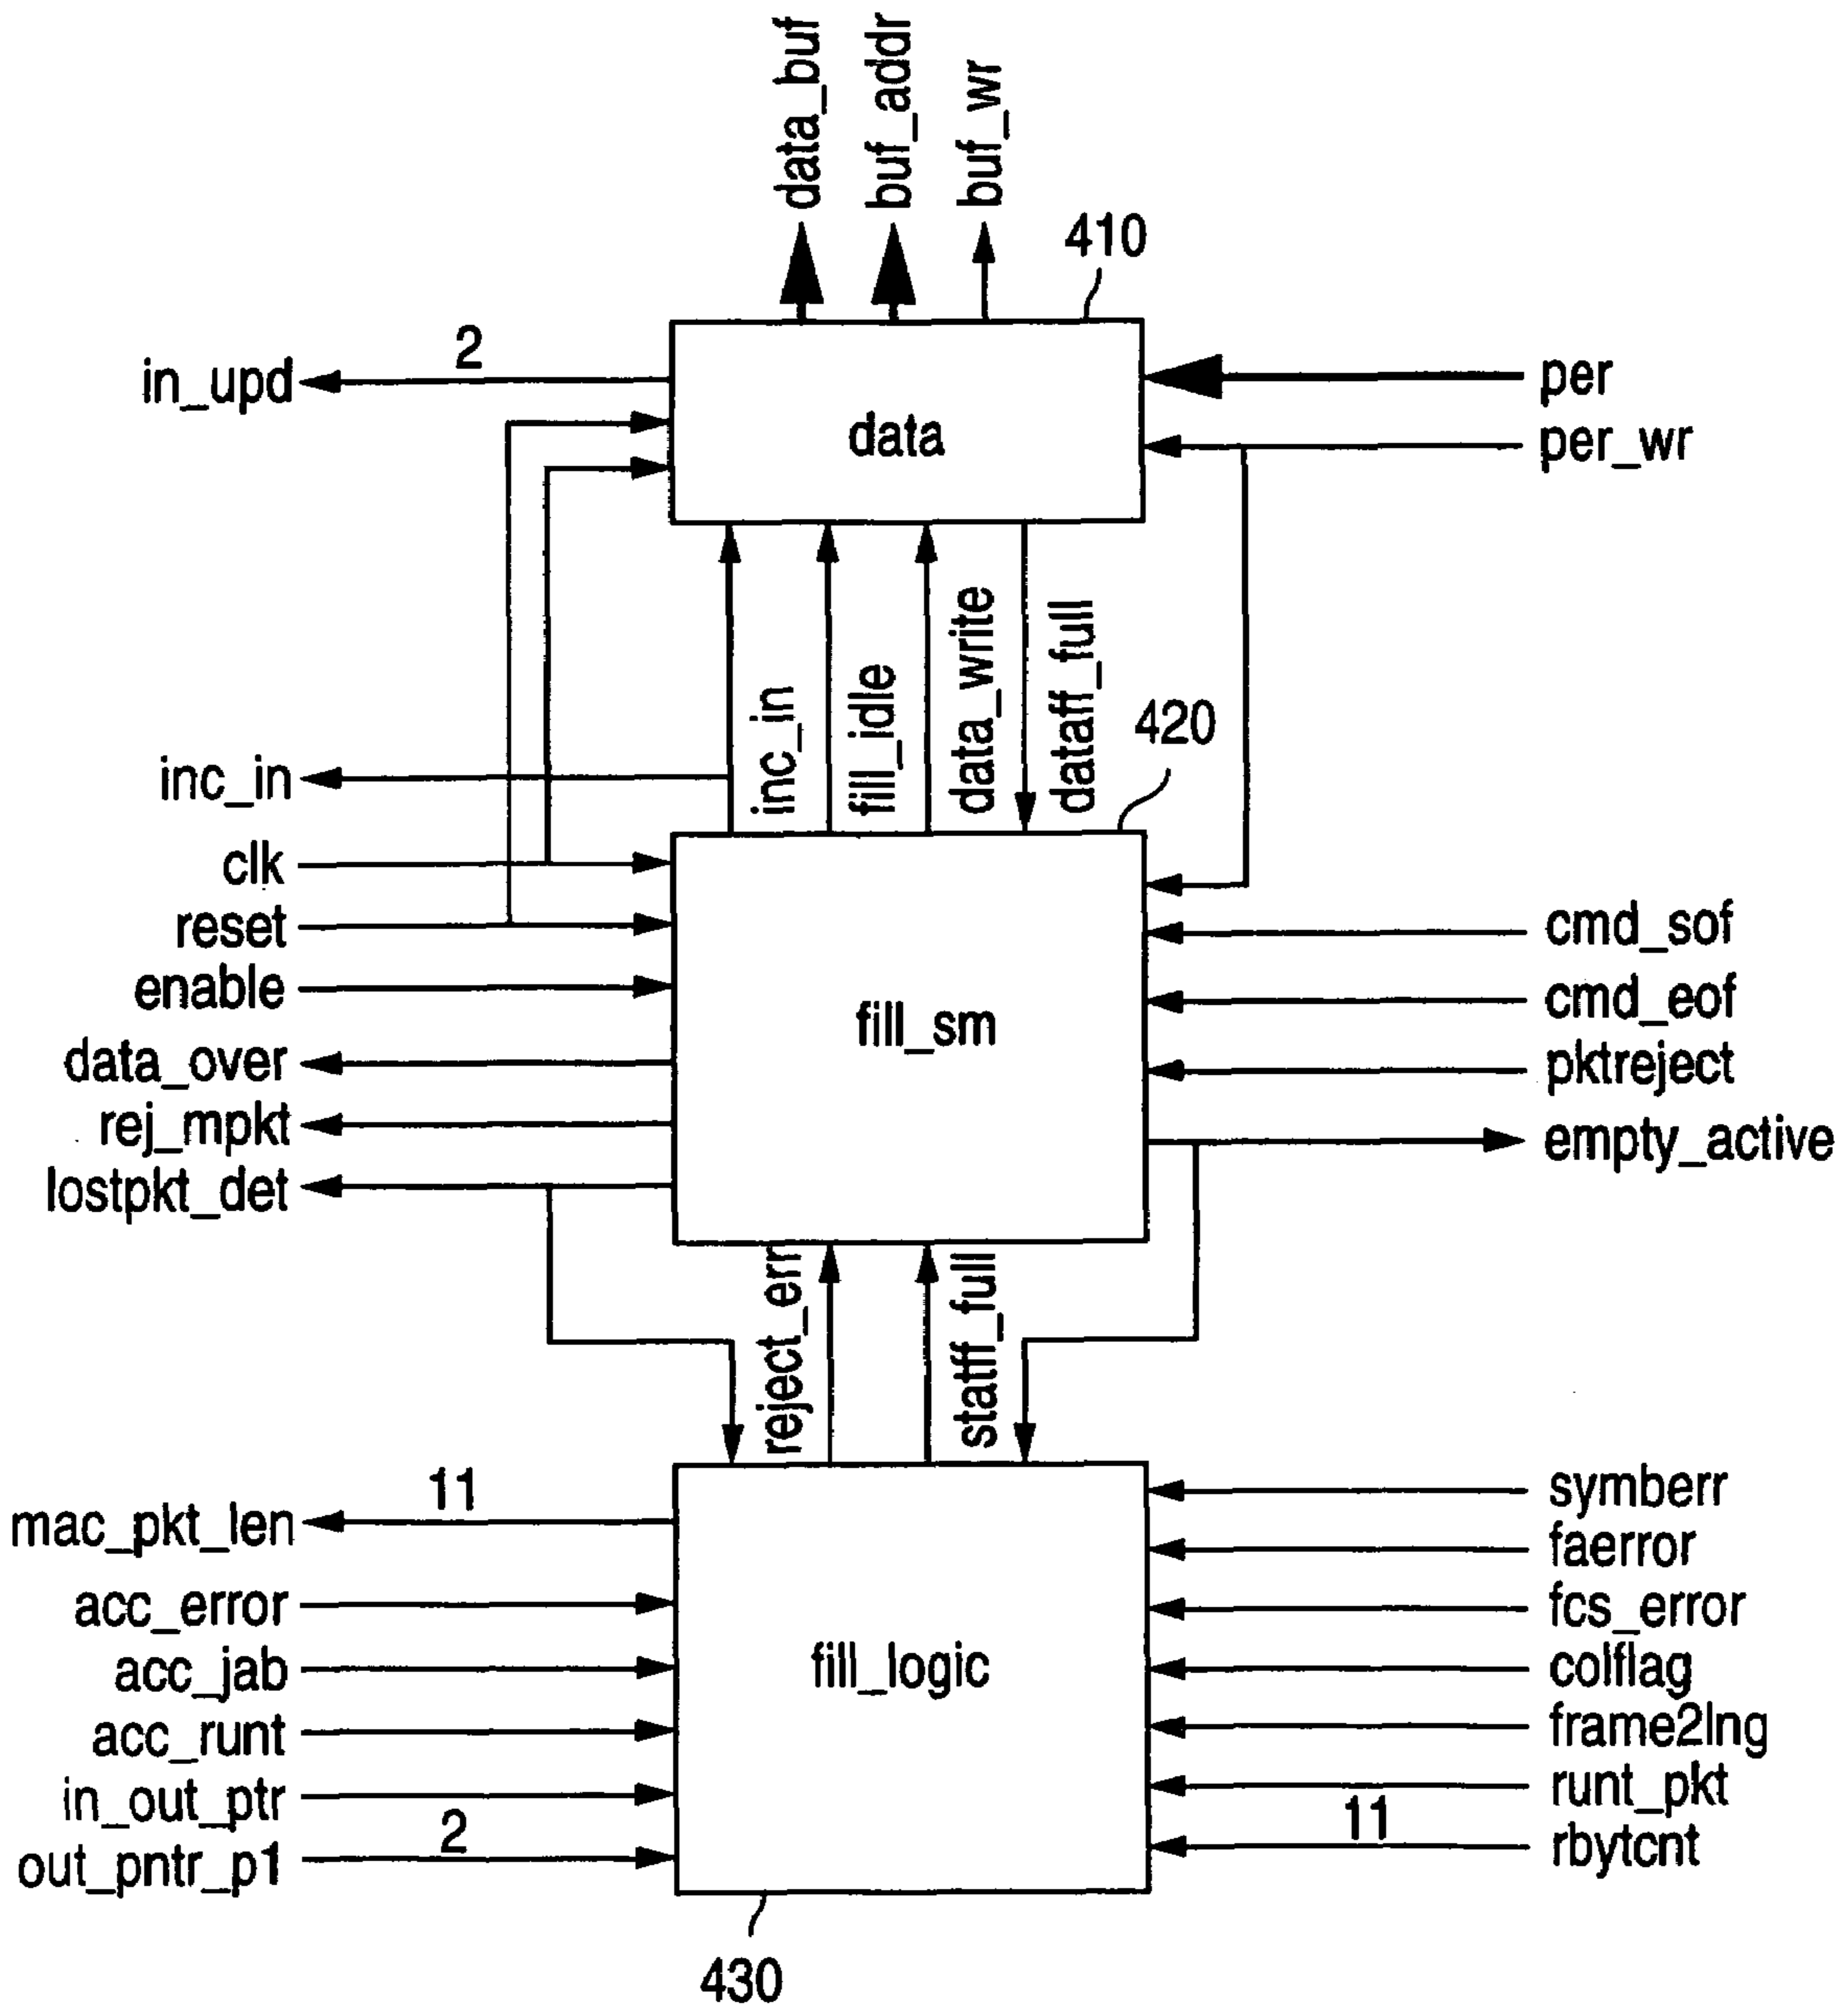 data_buf
buf_addr
buf_wr
410
in_upd
2
per
data
per_wr
inc_in
fill_idle
data_write
dataff_full
420
inc_in
clk
reset
enable
data_over
rej_mpkt
lostpkt_det
fill_sm
cmd_sof
cmd_eof
pktreject
empty_active
reject_err
statff_full
mac_pkt_len
11
acc_error
acc_jab
acc_runt
in_out_ptr
out_pntr_p1
2
fill_logic
symberr
faerror
fcs_error
colflag
frame2lng
runt_pkt
11
rbytcnt
430